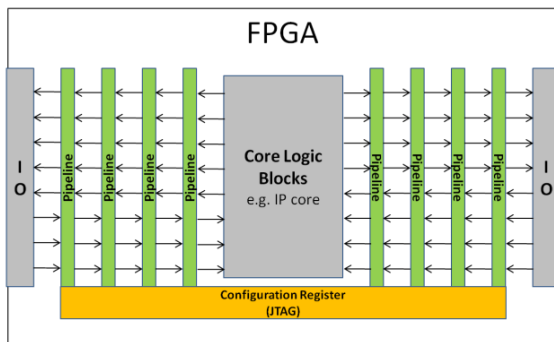 FPGA
I
O
Pipeline
Pipeline
Pipeline
Pipeline
Core Logic
Blocks
e.g. IP core
Pipeline
Pipeline
Pipeline
Pipeline
I
O
Configuration Register
(JTAG)